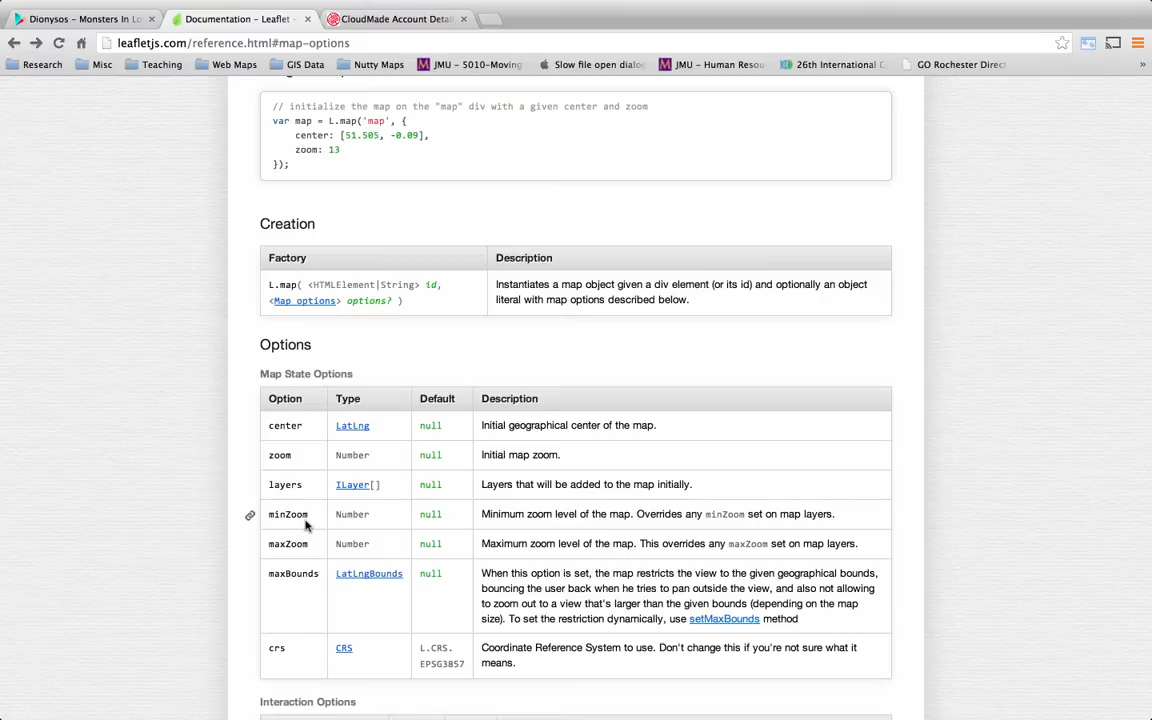 Dionysos – Monsters In Lo
Documentation – Leaflet –
CloudMade Account Detai
leafletjs.com/reference.html#map-options
Research
Misc
Teaching
Web Maps
GIS Data
Nutty Maps
JMU – 5010–Moving
Slow file open dialog
JMU – Human Resou
26th International C
GO Rochester Direct
»
// initialize the map on the "map" div with a given center and zoom
var map = L.map('map', {
center: [51.505, -0.09],
zoom: 13
});
Creation
Factory Description
L.map( <HTMLElement|String> id, <Map options> options? )
Instantiates a map object given a div element (or its id) and optionally an object
literal with map options described below.
Options
Map State Options
Option Type Default Description
center LatLng null Initial geographical center of the map.
zoom Number null Initial map zoom.
layers ILayer[] null Layers that will be added to the map initially.
minZoom Number null Minimum zoom level of the map. Overrides any minZoom set on map layers.
maxZoom Number null Maximum zoom level of the map. This overrides any maxZoom set on map layers.
maxBounds LatLngBounds null When this option is set, the map restricts the view to the given geographical bounds,
bouncing the user back when he tries to pan outside the view, and also not allowing
to zoom out to a view that's larger than the given bounds (depending on the map
size). To set the restriction dynamically, use setMaxBounds method
crs CRS L.CRS. Coordinate Reference System to use. Don't change this if you're not sure what it
EPSG3857 means.
Interaction Options